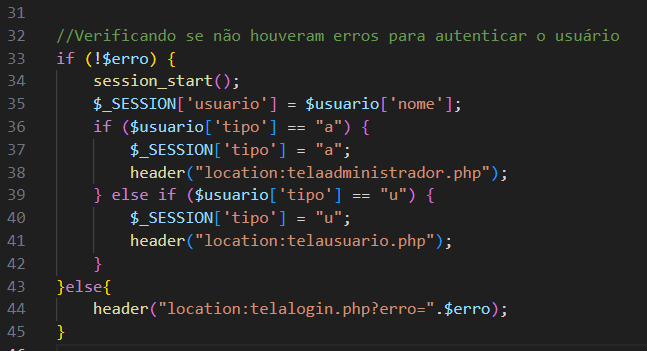 31
32 //Verificando se não houveram erros para autenticar o usuário
33 if (!$erro) {
34 session_start();
35 $_SESSION['usuario'] = $usuario['nome'];
36 if ($usuario['tipo'] == "a") {
37 $_SESSION['tipo'] = "a";
38 header("location:telaadministrador.php");
39 } else if ($usuario['tipo'] == "u") {
40 $_SESSION['tipo'] = "u";
41 header("location:telausuario.php");
42 }
43 }else{
44 header("location:telalogin.php?erro=".$erro);
45 }
46